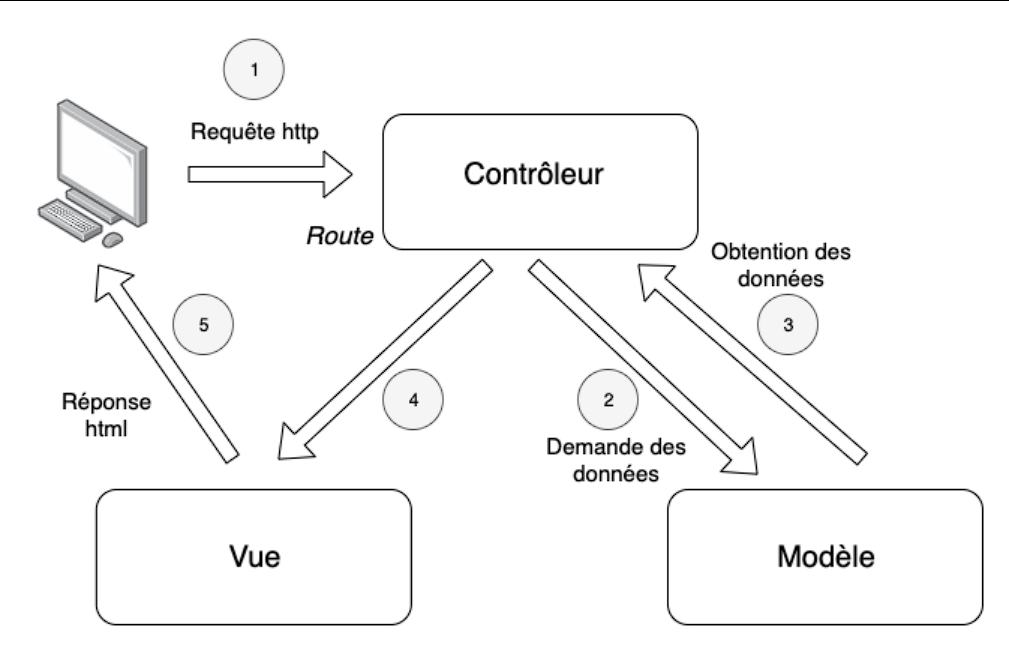 1
Requête http
Contrôleur
Route
Obtention des
données
3
5
4
2
Réponse
html
Demande des
données
Vue
Modèle